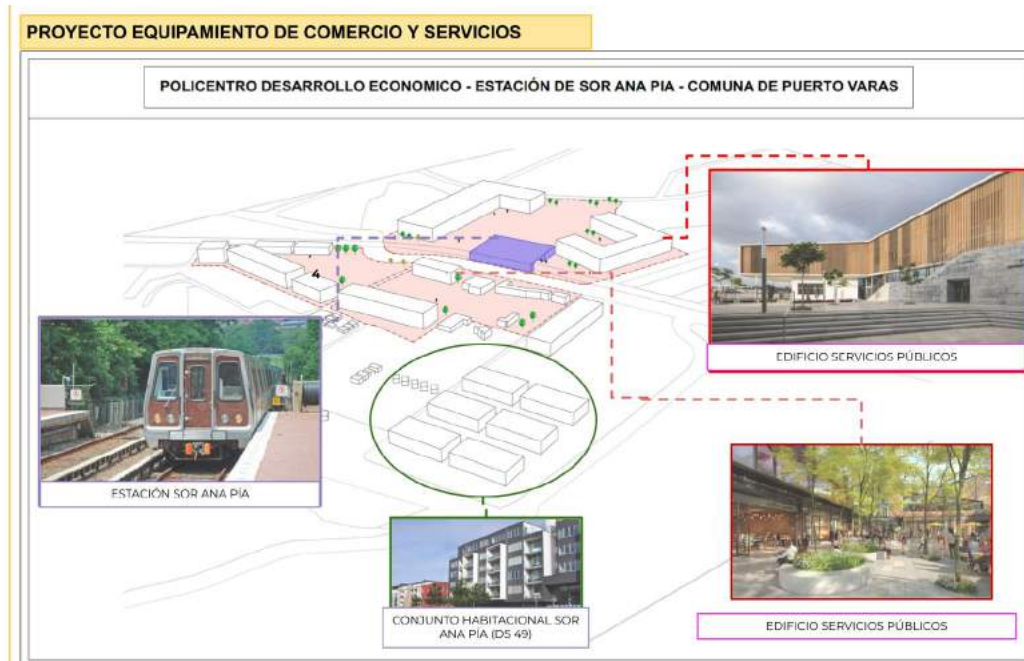 PROYECTO EQUIPAMIENTO DE COMERCIO Y SERVICIOS
POLICENTRO DESARROLLO ECONOMICO - ESTACIÓN DE SOR ANA PIA - COMUNA DE PUERTO VARAS
4
EDIFICIO SERVICIOS PÚBLICOS
ESTACIÓN SOR ANA PÍA
CONJUNTO HABITACIONAL SOR
ANA PÍA (DS 49)
EDIFICIO SERVICIOS PÚBLICOS